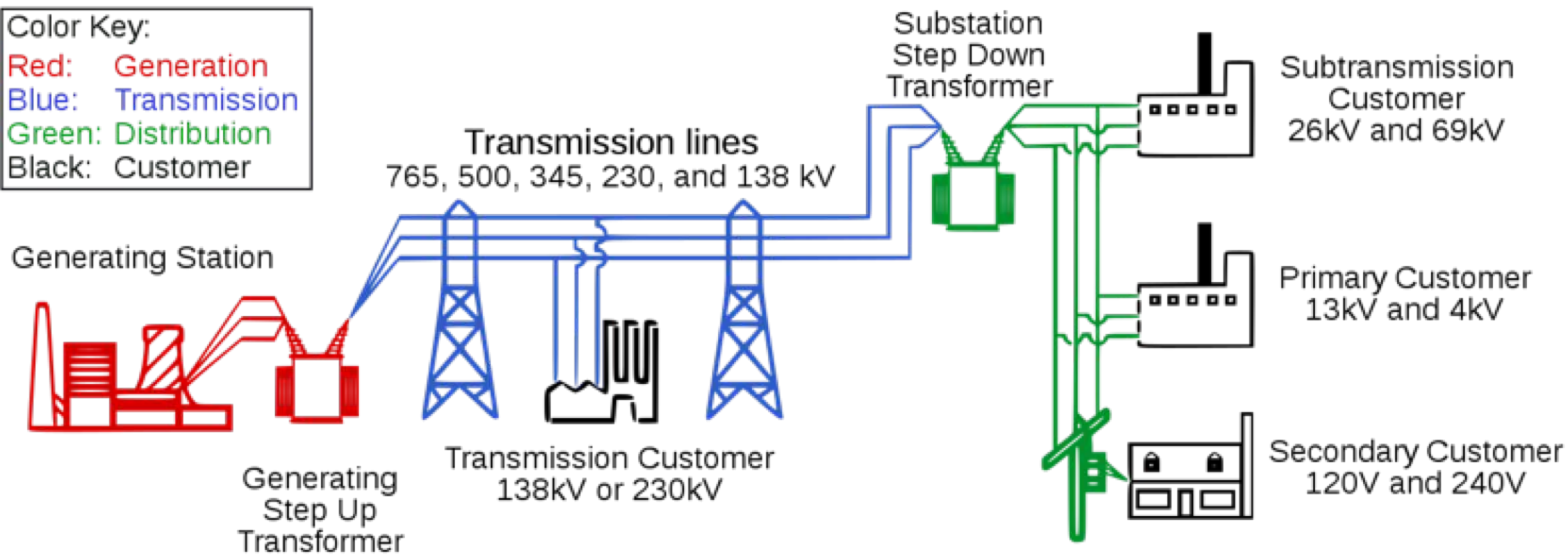 Color Key:
Red: Generation
Blue: Transmission
Green: Distribution
Black: Customer
Substation
Step Down
Transformer
Subtransmission
Customer
26kV and 69kV
Transmission lines
765, 500, 345, 230, and 138 kV
Generating Station
Primary Customer
13kV and 4kV
Transmission Customer
138kV or 230kV
Secondary Customer
120V and 240V
Generating
Step Up
Transformer